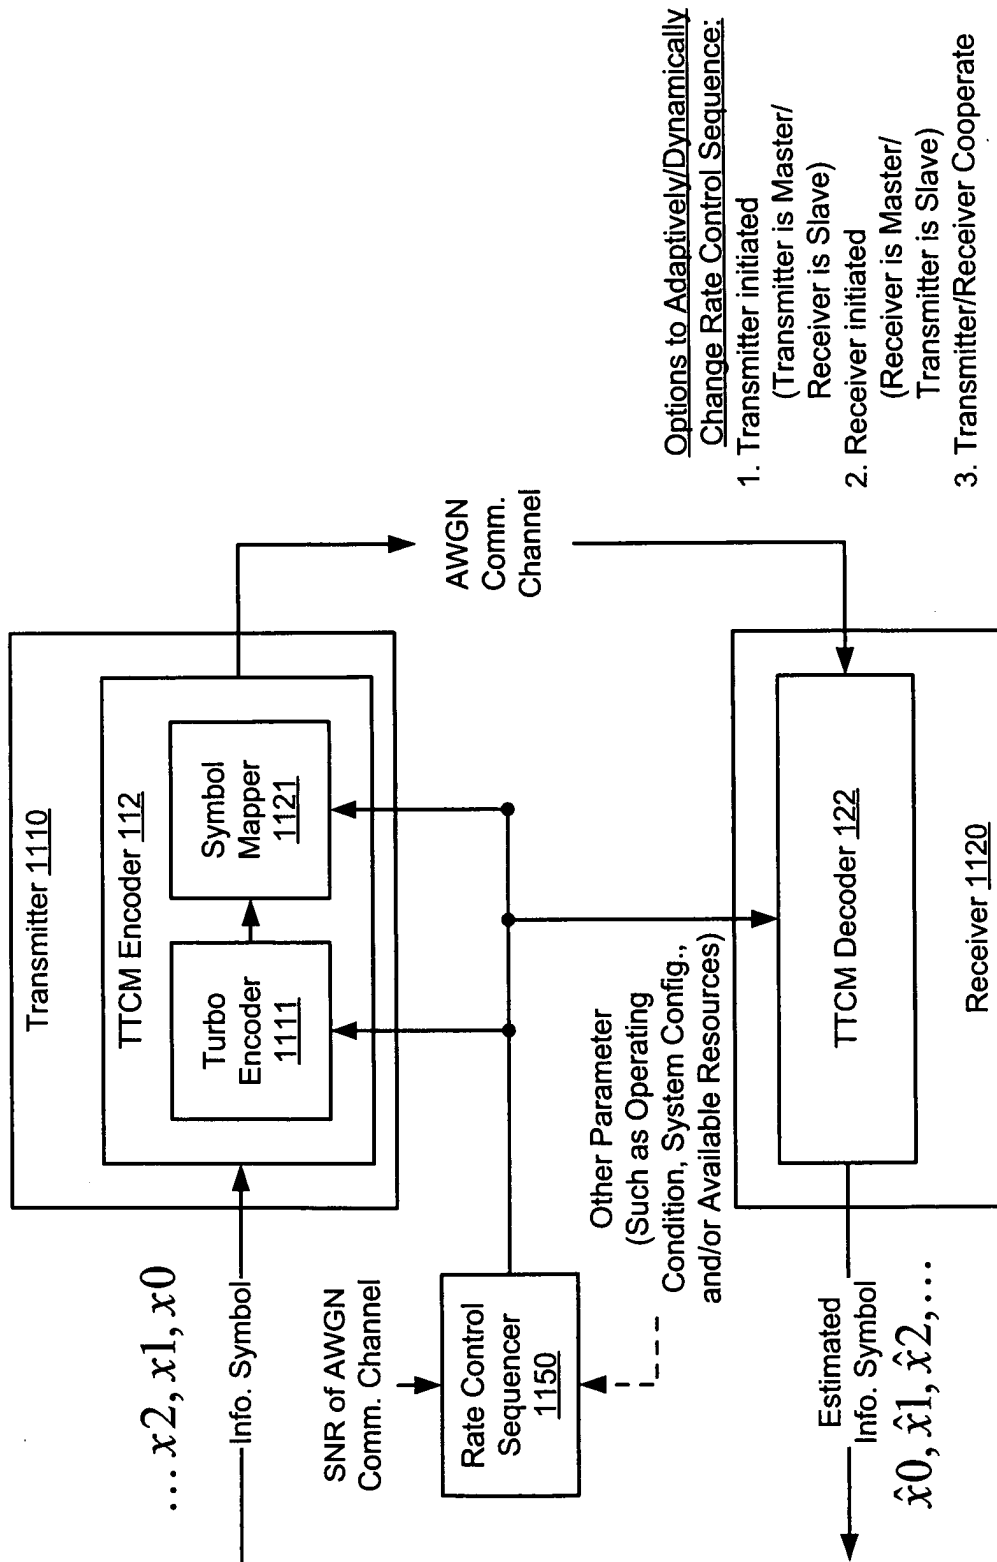 ... x2, x1, x0
Info. Symbol
Transmitter 1110
TTCM Encoder 112
Turbo
Encoder
1111
Symbol
Mapper
1121
AWGN
Comm.
Channel
SNR of AWGN
Comm. Channel
Rate Control
Sequencer
1150
Other Parameter
(Such as Operating
Condition, System Config.,
and/or Available Resources)
TTCM Decoder 122
Receiver 1120
Estimated
Info. Symbol
x̂0, x̂1, x̂2, ...
Options to Adaptively/Dynamically
Change Rate Control Sequence:
1. Transmitter initiated
(Transmitter is Master/
Receiver is Slave)
2. Receiver initiated
(Receiver is Master/
Transmitter is Slave)
3. Transmitter/Receiver Cooperate